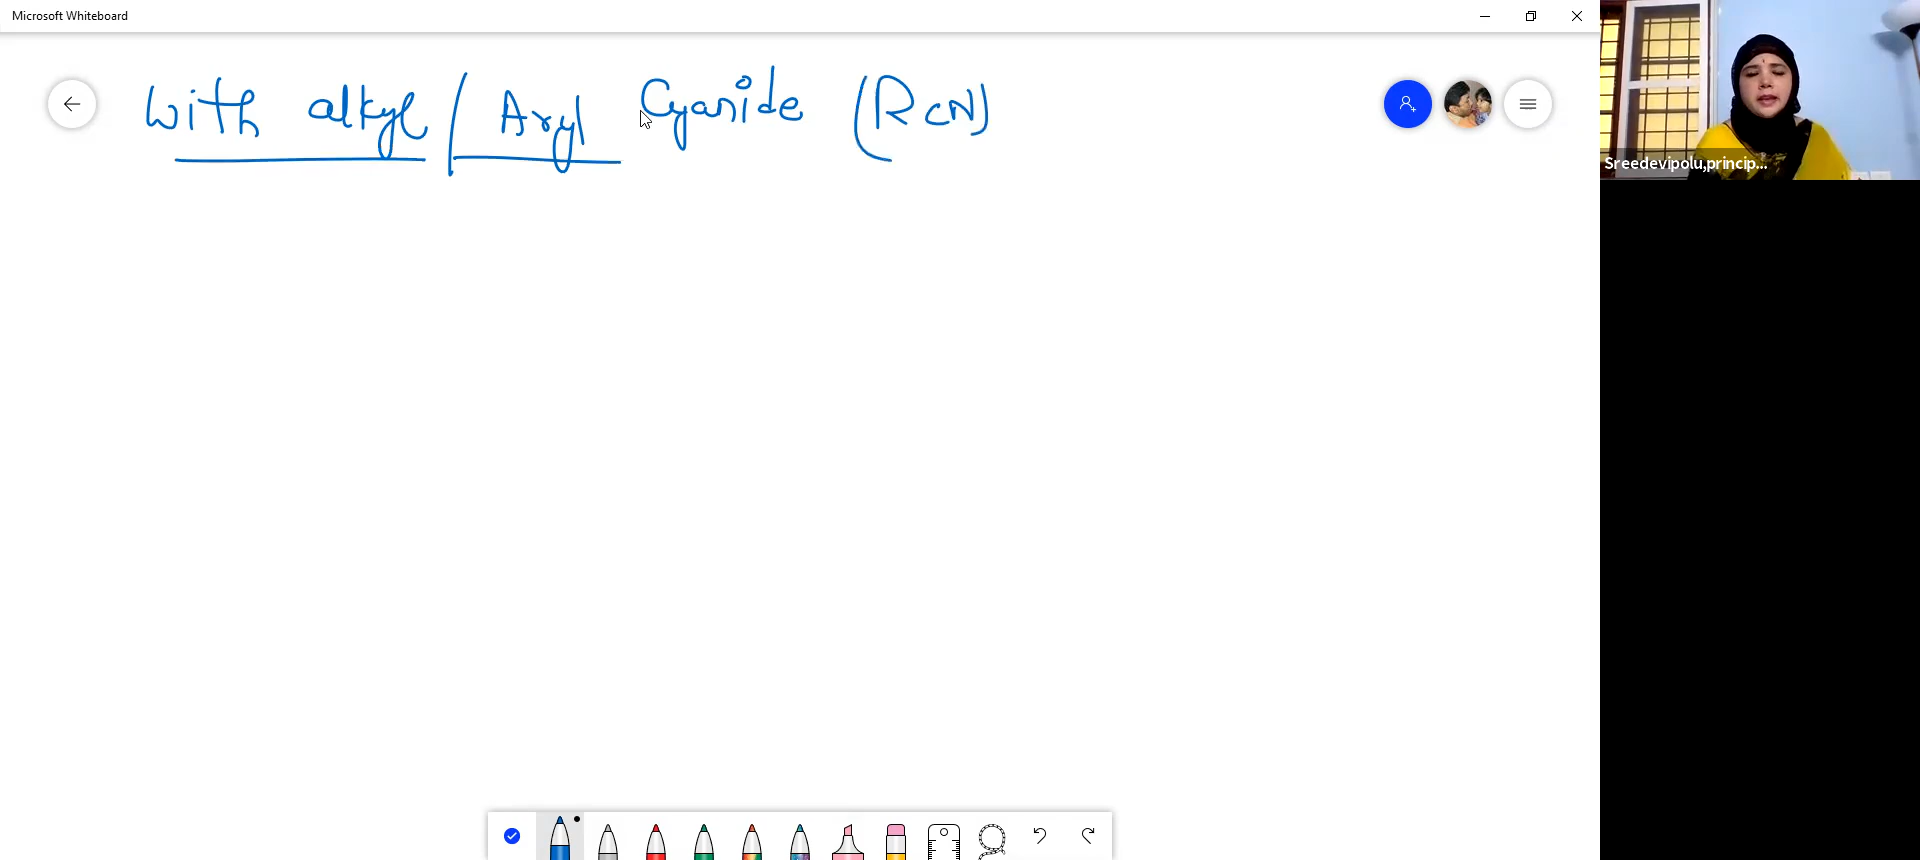 Microsoft Whiteboard
With alkyl / Aryl Cyanide (RCN)
Sreedevipolu,princip...